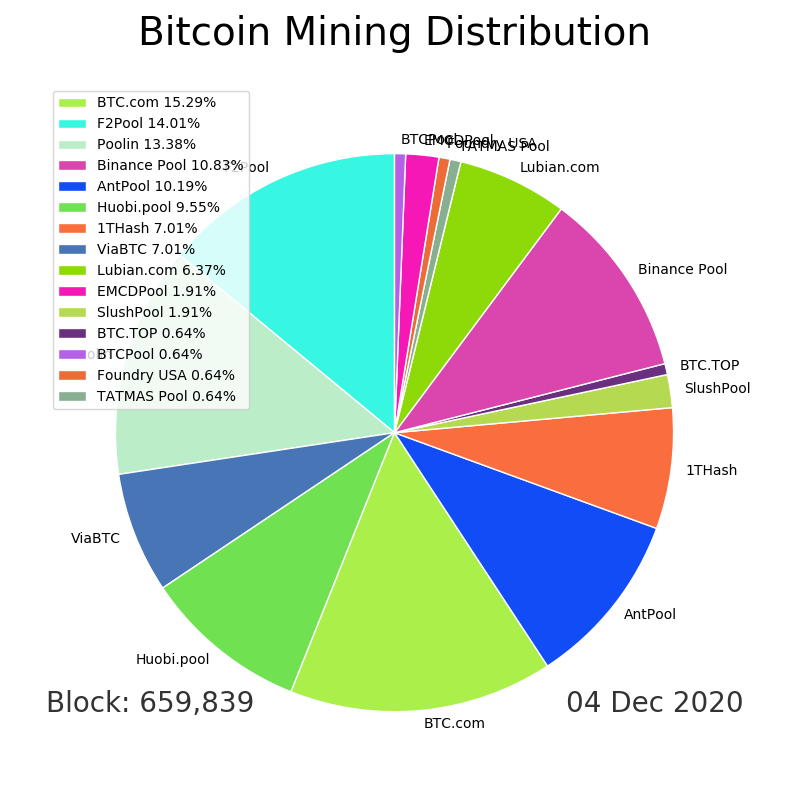 Bitcoin Mining Distribution
BTC.com 15.29%
F2Pool 14.01%
Poolin 13.38%
Binance Pool 10.83%
AntPool 10.19%
Huobi.pool 9.55%
1THash 7.01%
ViaBTC 7.01%
Lubian.com 6.37%
EMCDPool 1.91%
SlushPool 1.91%
BTC.TOP 0.64%
BTCPool 0.64%
Foundry USA 0.64%
TATMAS Pool 0.64%
BTCPool
EMCDPool
Foundry USA
TATMAS Pool
Lubian.com
Binance Pool
BTC.TOP
SlushPool
1THash
AntPool
BTC.com
Huobi.pool
ViaBTC
Block: 659,839
04 Dec 2020